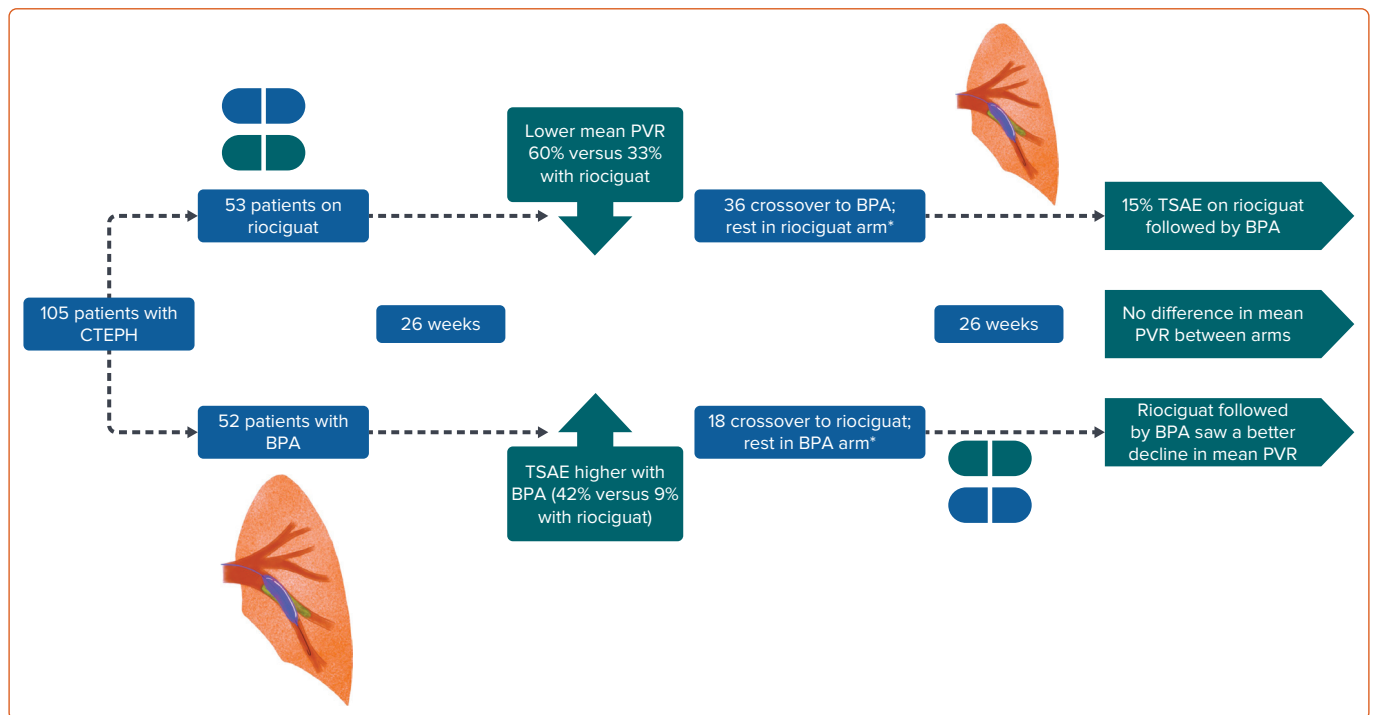 Lower mean PVR
60% versus 33%
with riociguat
53 patients on
riociguat
36 crossover to BPA;
rest in riociguat arm*
15% TSAE on riociguat
followed by BPA
105 patients with
CTEPH
26 weeks
26 weeks
No difference in mean
PVR between arms
52 patients with
BPA
TSAE higher with
BPA (42% versus 9%
with riociguat)
18 crossover to riociguat;
rest in BPA arm*
Riociguat followed
by BPA saw a better
decline in mean PVR